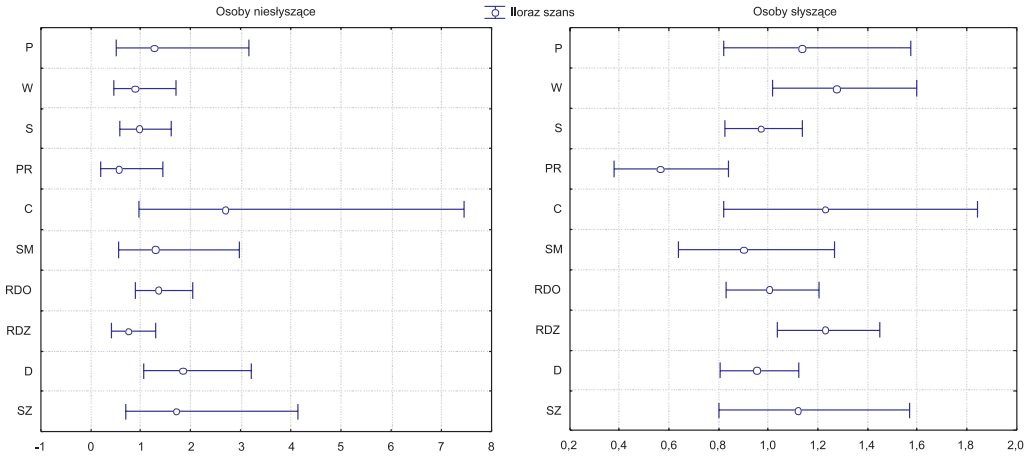 Osoby niesłyszące
Iloraz szans
Osoby słyszące
P
W
S
PR
C
SM
RDO
RDZ
D
SZ
-1 0 1 2 3 4 5 6 7 8
P
W
S
PR
C
SM
RDO
RDZ
D
SZ
0,2 0,4 0,6 0,8 1,0 1,2 1,4 1,6 1,8 2,0